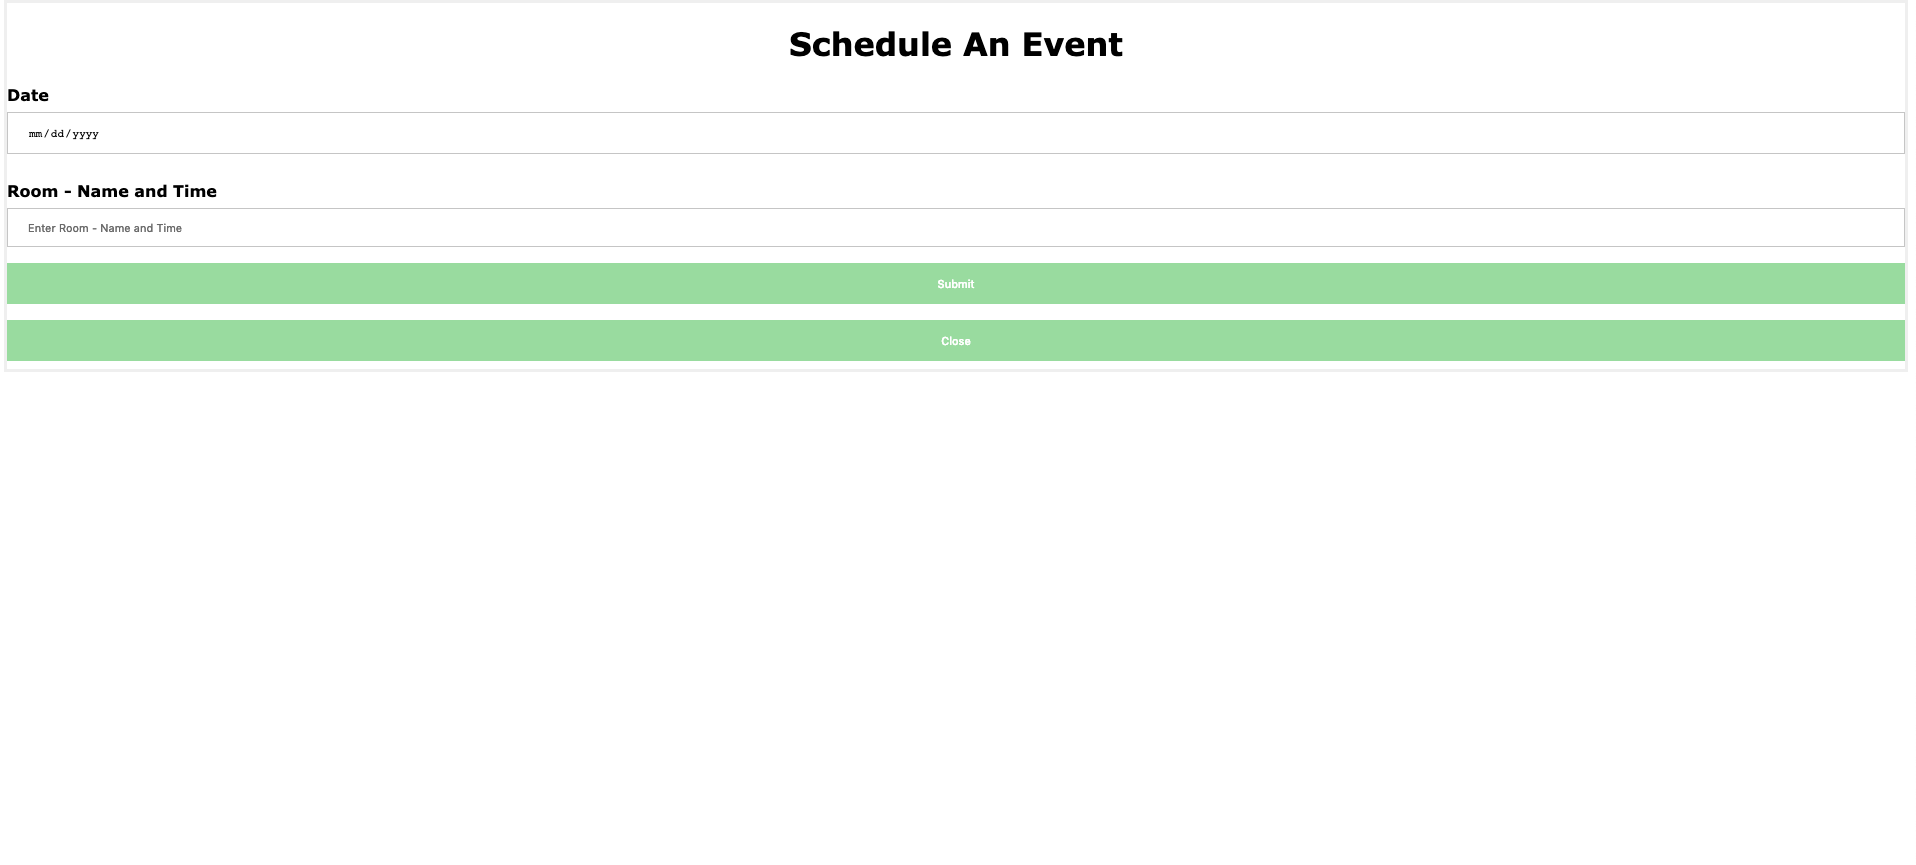 Schedule An Event
Date
mm/dd/yyyy
Room - Name and Time
Enter Room - Name and Time
Submit
Close